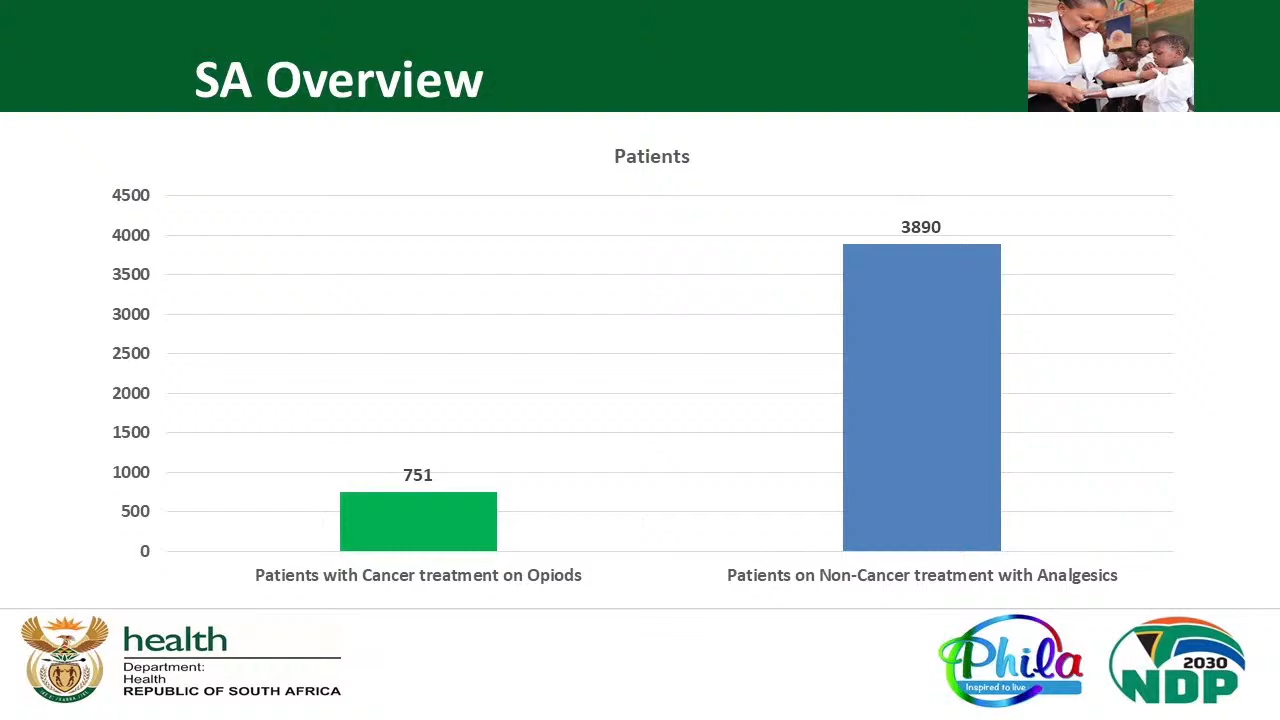 SA Overview
Patients
4500
4000
3500
3000
2500
2000
1500
1000
500
0
3890
751
Patients with Cancer treatment on Opiods
Patients on Non-Cancer treatment with Analgesics
health
Department:
Health
REPUBLIC OF SOUTH AFRICA
Phila
Inspired to live
2030
NDP